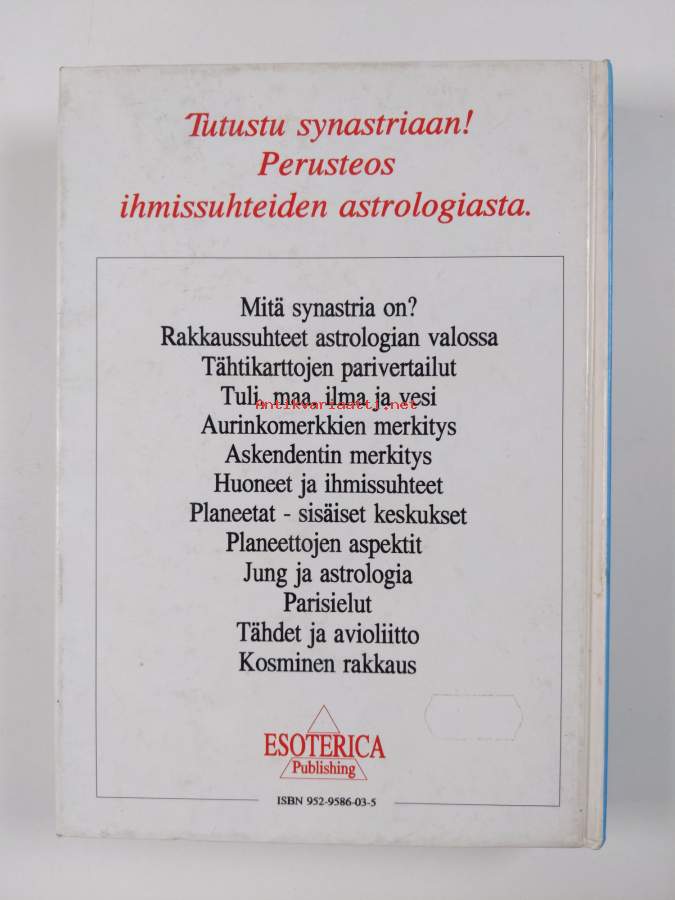 Tutustu synastriaan!
Perusteos
ihmissuhteiden astrologiasta.
Mitä synastria on?
Rakkaussuhteet astrologian valossa
Tähtikarttojen parivertailut
Tuli, maa, ilma ja vesi
Antikvariaatti.net
Aurinkomerkkien merkitys
Askendentin merkitys
Huoneet ja ihmissuhteet
Planeetat - sisäiset keskukset
Planeettojen aspektit
Jung ja astrologia
Parisielut
Tähdet ja avioliitto
Kosminen rakkaus
ESOTERICA
Publishing
ISBN 952-9586-03-5